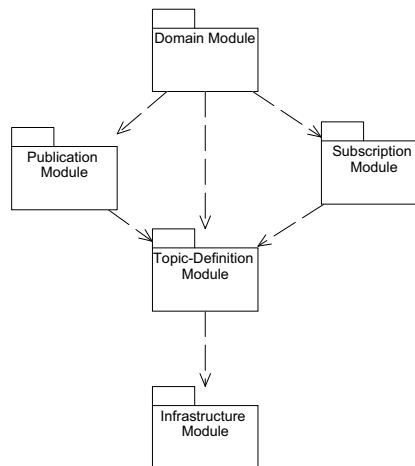 Domain Module
Publication
Module
Subscription
Module
Topic-Definition
Module
Infrastructure
Module